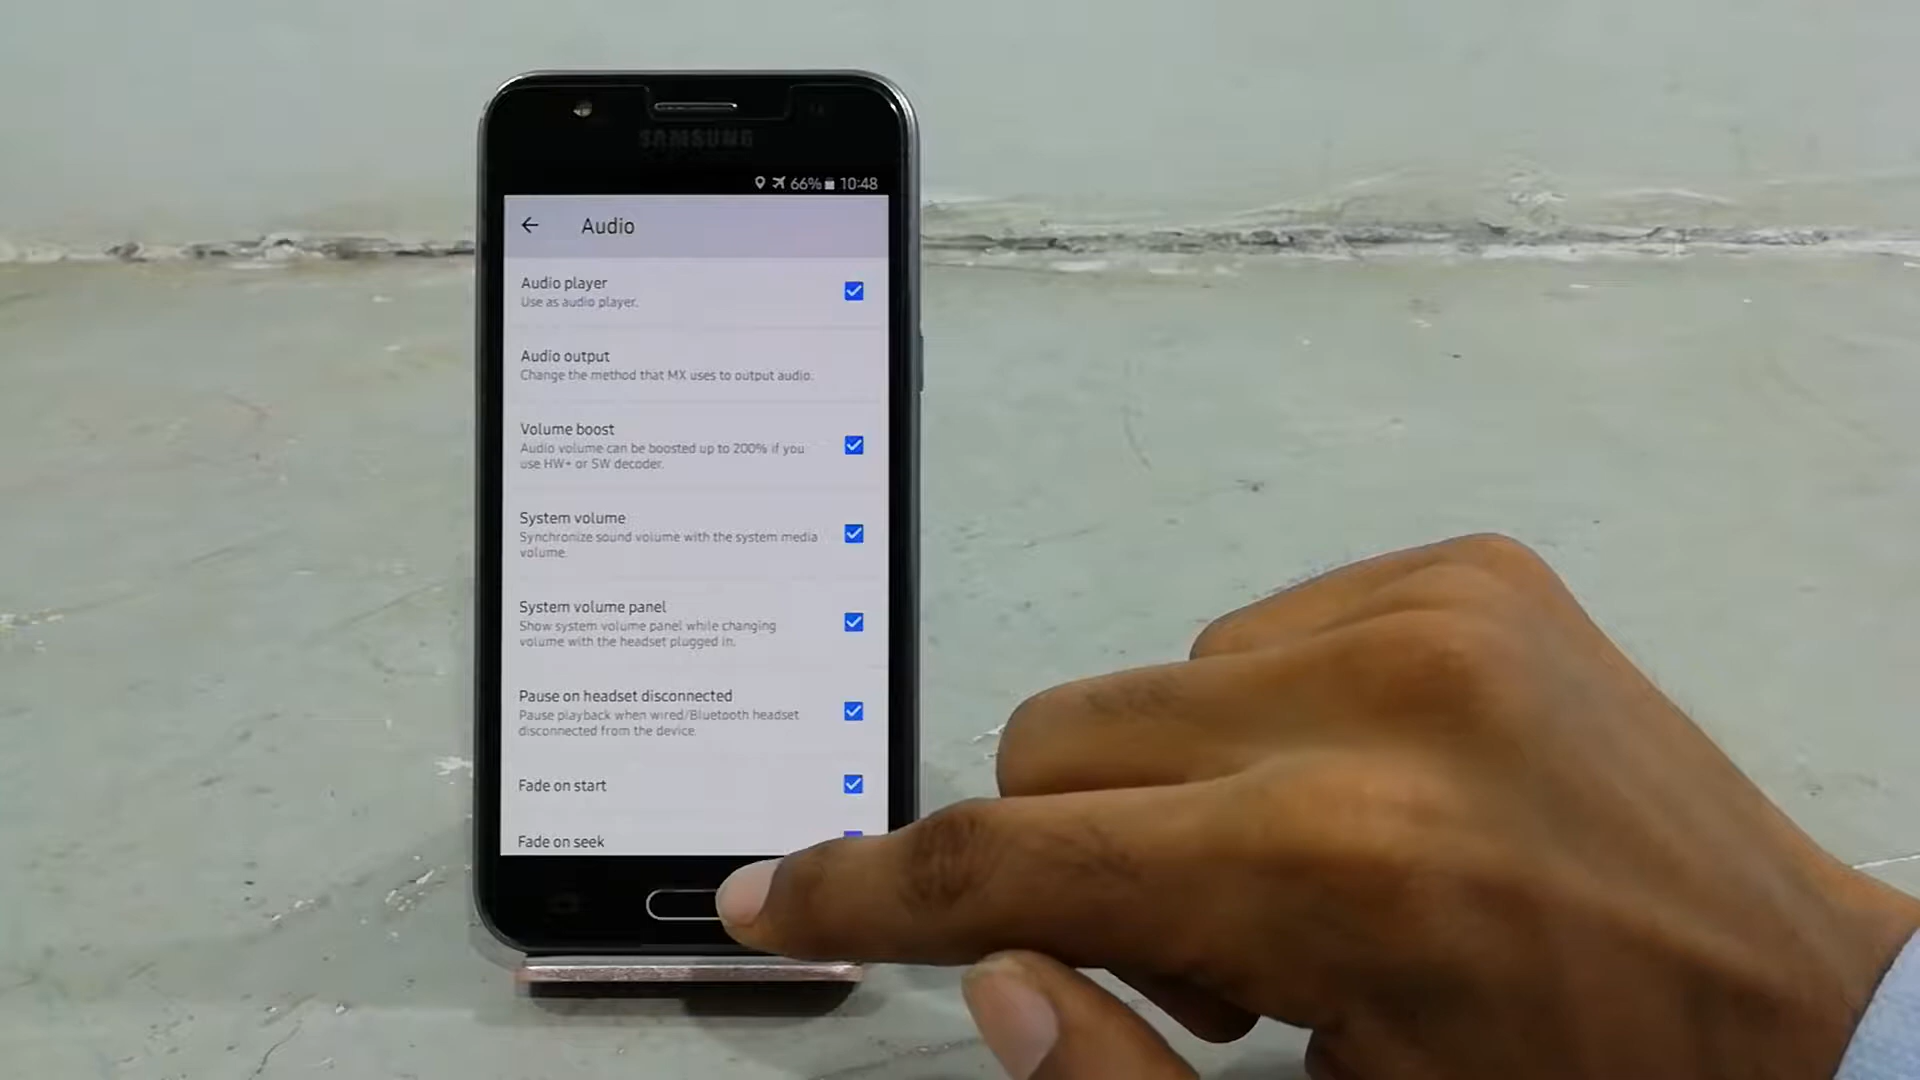 SAMSUNG
66% 10:48
Audio
Audio player
Use as audio player.
Audio output
Change the method that MX uses to output audio.
Volume boost
Audio volume can be boosted up to 200% if you
use HW+ or SW decoder.
System volume
Synchronize sound volume with the system media
volume.
System volume panel
Show system volume panel while changing
volume with the headset plugged in.
Pause on headset disconnected
Pause playback when wired/Bluetooth headset
disconnected from the device.
Fade on start
Fade on seek